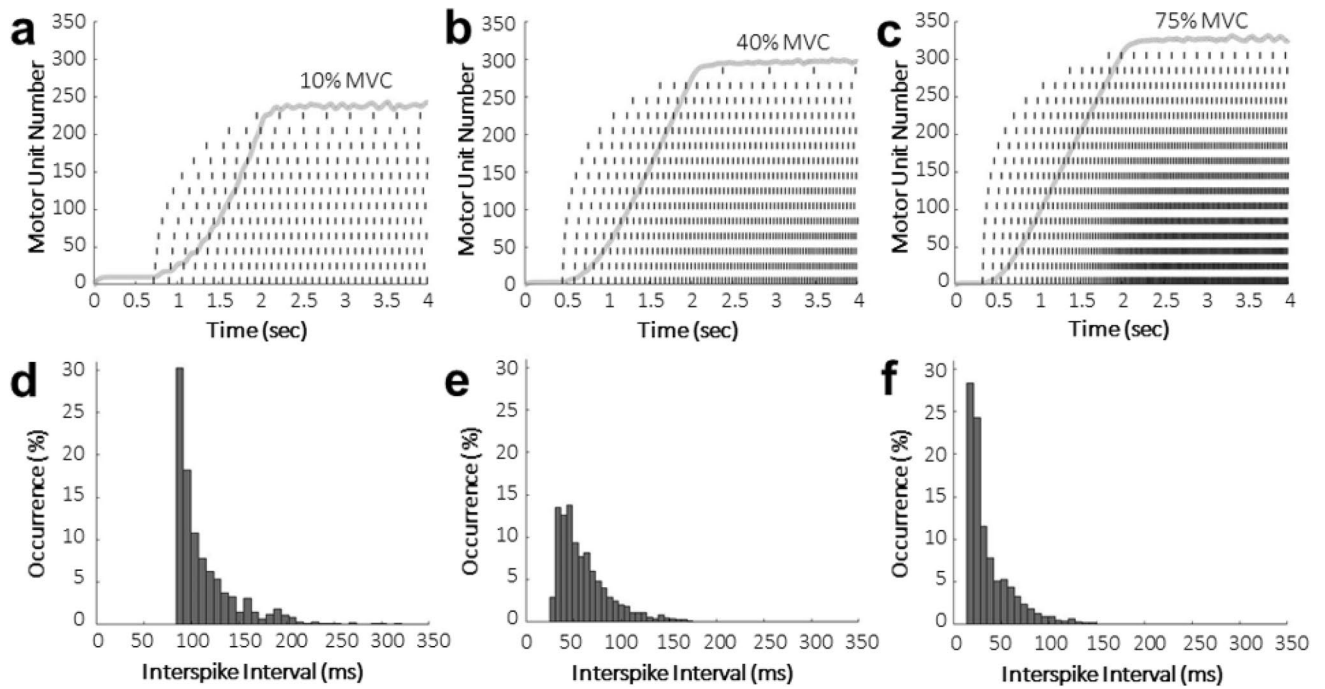 a
350
300
250
200
150
100
50
0
Motor Unit Number
10% MVC
0 0.5 1 1.5 2 2.5 3 3.5 4
Time (sec)
b
350
300
250
200
150
100
50
0
Motor Unit Number
40% MVC
0 0.5 1 1.5 2 2.5 3 3.5 4
Time (sec)
c
350
300
250
200
150
100
50
0
Motor Unit Number
75% MVC
0 0.5 1 1.5 2 2.5 3 3.5 4
Time (sec)
d
30
25
20
15
10
5
0
Occurrence (%)
0 50 100 150 200 250 300 350
Interspike Interval (ms)
e
30
25
20
15
10
5
0
Occurrence (%)
0 50 100 150 200 250 300 350
Interspike Interval (ms)
f
30
25
20
15
10
5
0
Occurrence (%)
0 50 100 150 200 250 300 350
Interspike Interval (ms)